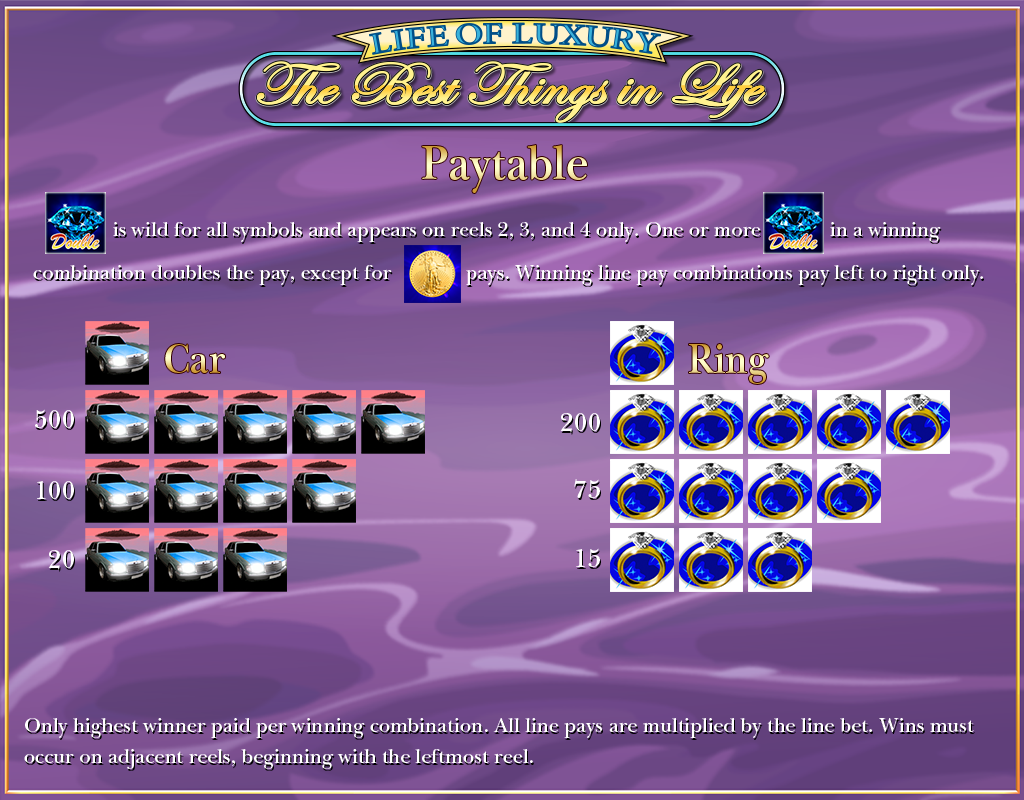 LIFE OF LUXURY
The Best Things in Life
Paytable
Double is wild for all symbols and appears on reels 2, 3, and 4 only. One or more Double in a winning
combination doubles the pay, except for pays. Winning line pay combinations pay left to right only.
Car
500
100
20
Ring
200
75
15
Only highest winner paid per winning combination. All line pays are multiplied by the line bet. Wins must
occur on adjacent reels, beginning with the leftmost reel.